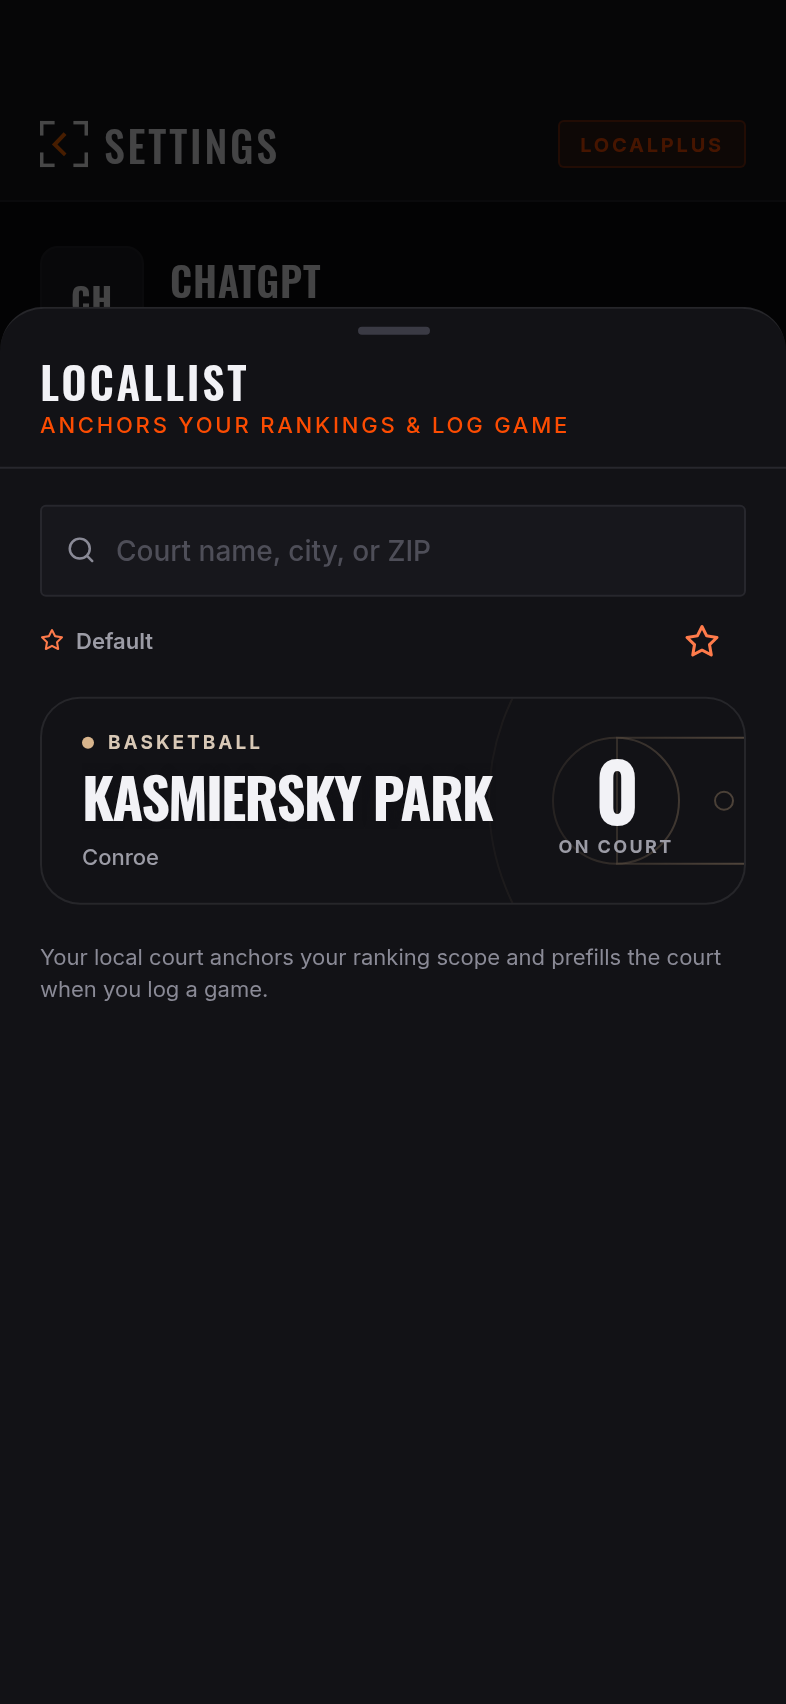 SETTINGS
LOCALPLUS
CH
CHATGPT
LOCALLIST
ANCHORS YOUR RANKINGS & LOG GAME
Court name, city, or ZIP
Default
BASKETBALL
KASMIERSKY PARK
0
ON COURT
Conroe
Your local court anchors your ranking scope and prefills the court
when you log a game.